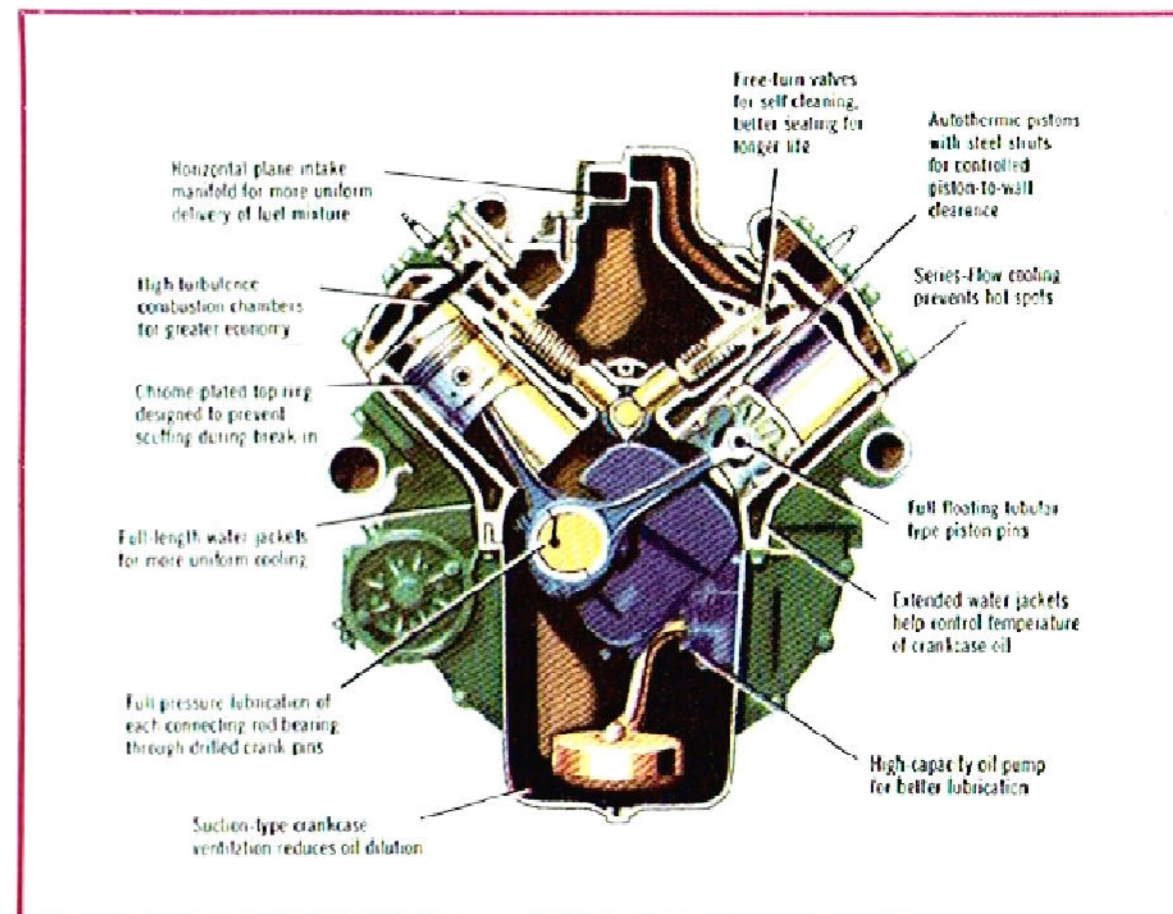 Free-turn valves
for self cleaning,
better seating for
longer life
Autothermic pistons
with steel struts
for controlled
piston-to-wall
clearance
Horizontal plane intake
manifold for more uniform
delivery of fuel mixture
High turbulence
combustion chambers
for greater economy
Series-Flow cooling
prevents hot spots
Chrome plated top ring
designed to prevent
scuffing during break in
Full-length water jackets
for more uniform cooling
Full floating tubular
type piston pins
Extended water jackets
help control temperature
of crankcase oil
Full pressure lubrication of
each connecting rod bearing
through drilled crank pins
High-capacity oil pump
for better lubrication
Suction-type crankcase
ventilation reduces oil dilution